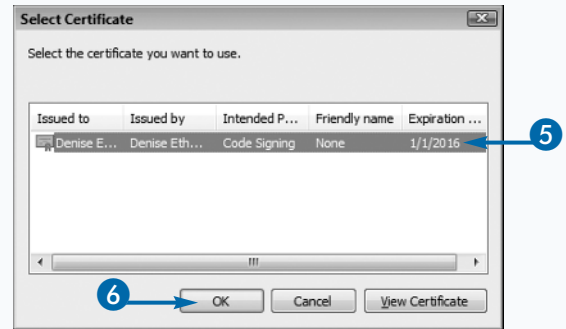 Select Certificate
Select the certificate you want to use.
Issued to Issued by Intended P... Friendly name Expiration ...
Denise E... Denise Eth... Code Signing None 1/1/2016
5
6
OK Cancel View Certificate